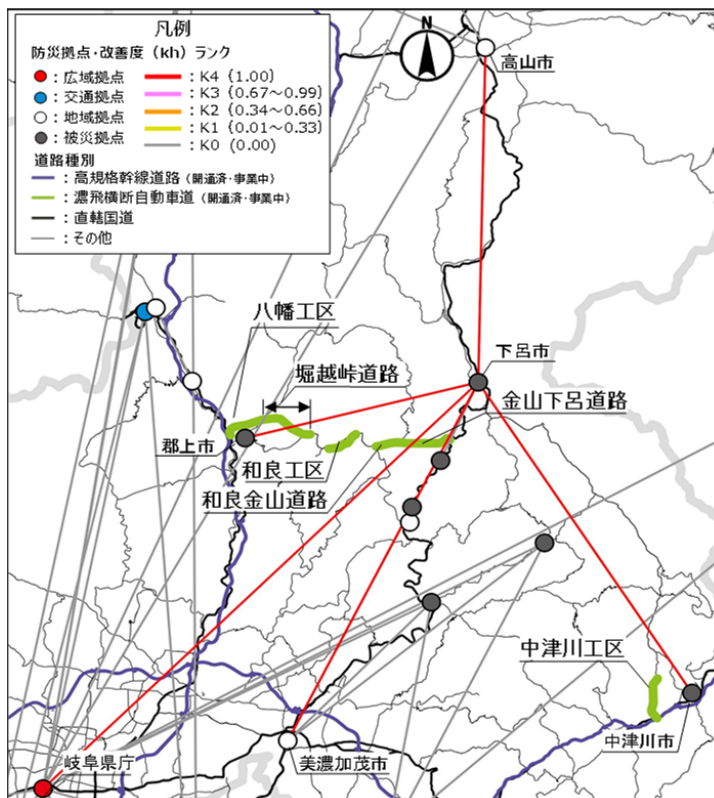 凡例
防災拠点・改善度（kh）ランク
●：広域拠点
●：交通拠点
○：地域拠点
●：被災拠点
：K4（1.00）
：K3（0.67～0.99）
：K2（0.34～0.66）
：K1（0.01～0.33）
：K0（0.00）
道路種別
：高規格幹線道路（開通済・事業中）
：濃飛横断自動車道（開通済・事業中）
：直轄国道
：その他
N
高山市
八幡工区
堀越峠道路
下呂市
金山下呂道路
郡上市
和良工区
和良金山道路
中津川工区
中津川市
岐阜県庁
美濃加茂市